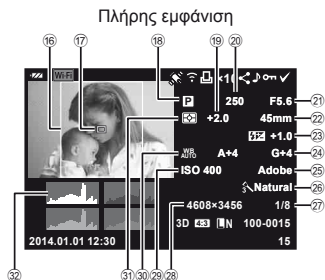 Πλήρης εμφάνιση
⑯ ⑰ ⑱ ⑲ ⑳
Wi-Fi ×10
P 250 F5.6 ㉑
+2.0 45mm ㉒
+1.0 ㉓
WB AUTO A+4 G+4 ㉔
ISO 400 Adobe ㉕
Natural ㉖
4608×3456 1/8 ㉗
3D 4:3 N 100-0015
2014.01.01 12:30 15
㉜ ㉛ ㉚ ㉙ ㉘